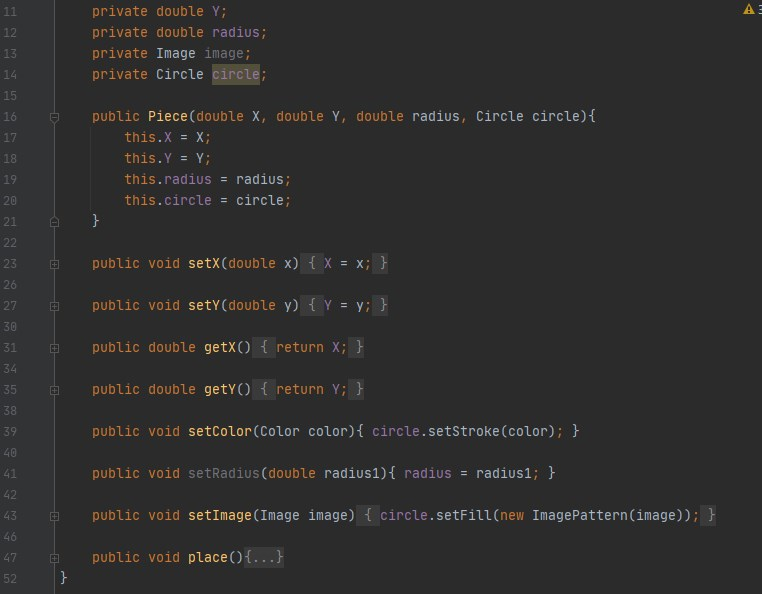 11 private double Y;
12 private double radius;
13 private Image image;
14 private Circle circle;
15
16 public Piece(double X, double Y, double radius, Circle circle){
17 this.X = X;
18 this.Y = Y;
19 this.radius = radius;
20 this.circle = circle;
21 }
22
23 public void setX(double x) { X = x; }
26
27 public void setY(double y) { Y = y; }
30
31 public double getX() { return X; }
34
35 public double getY() { return Y; }
38
39 public void setColor(Color color){ circle.setStroke(color); }
40
41 public void setRadius(double radius1){ radius = radius1; }
42
43 public void setImage(Image image) { circle.setFill(new ImagePattern(image)); }
46
47 public void place(){...}
52 }